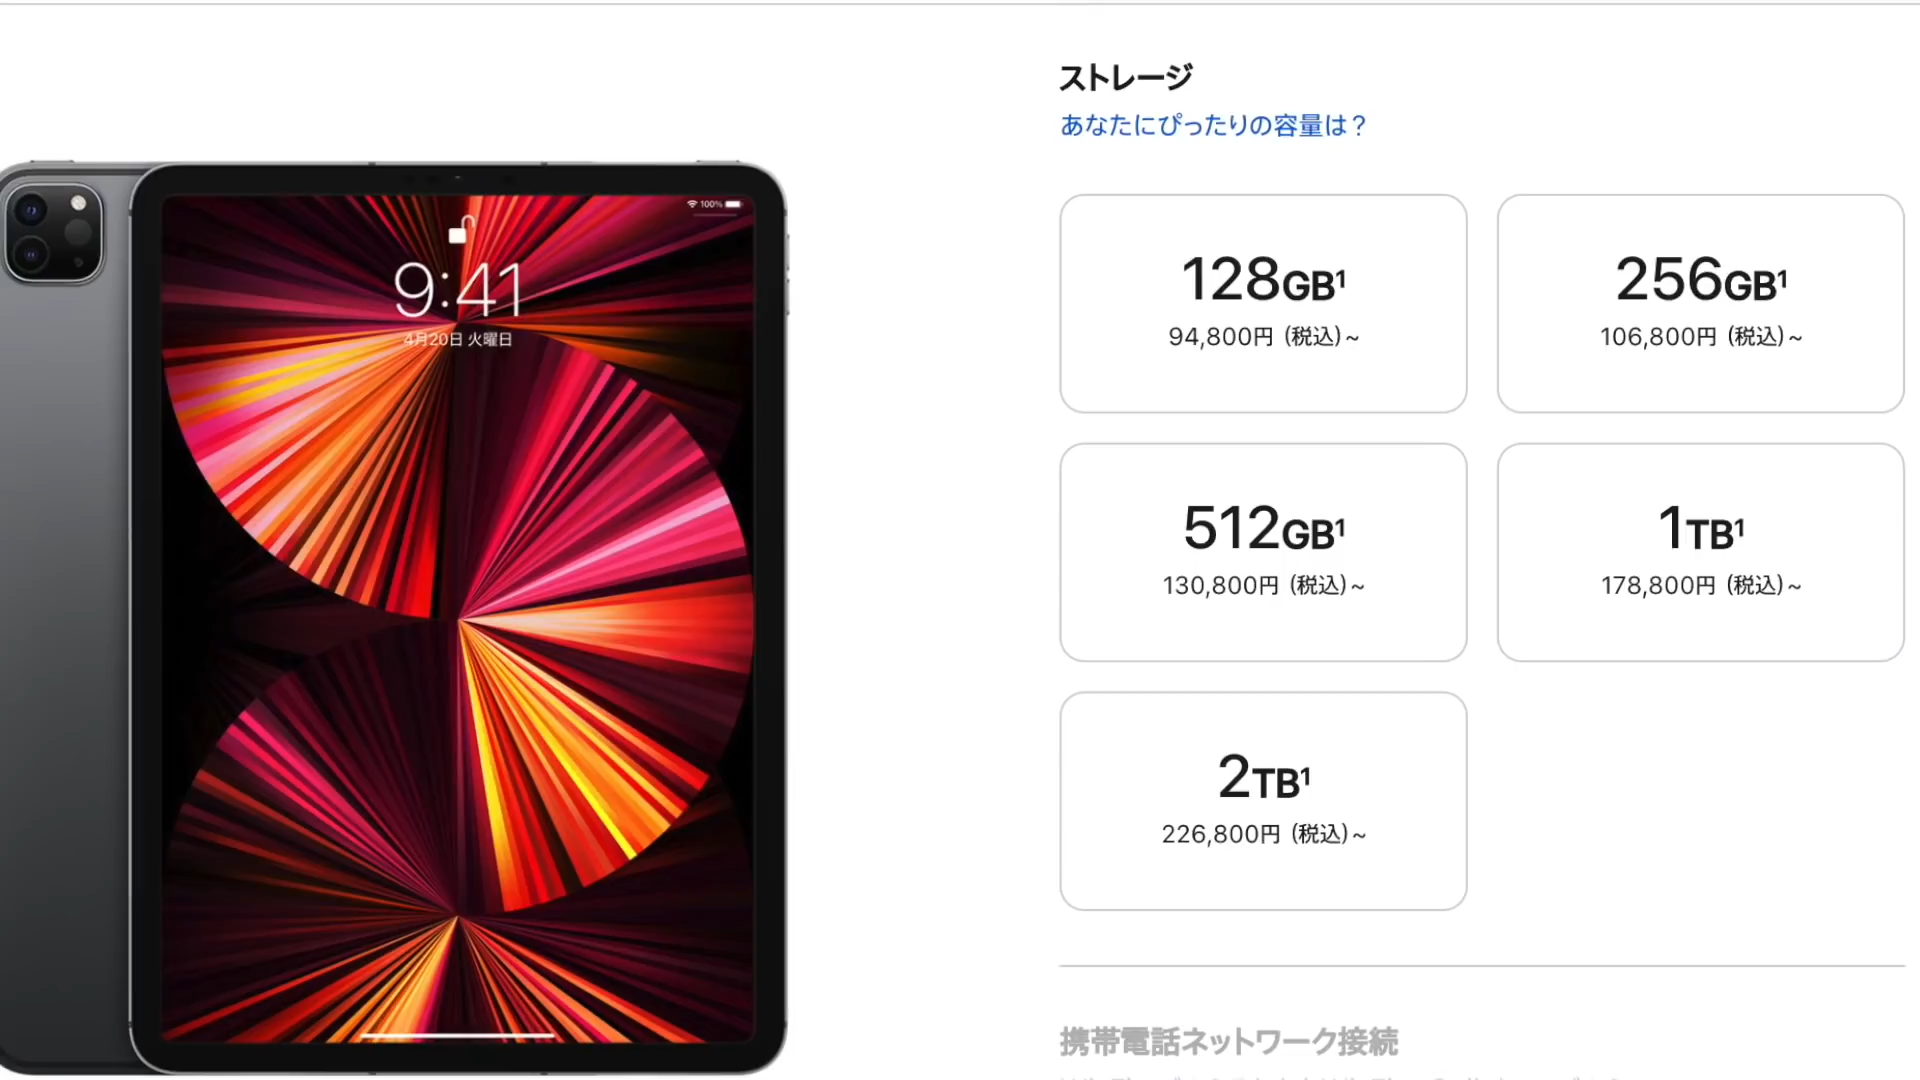 ストレージ
あなたにぴったりの容量は？
100%
9:41
4月20日 火曜日
128GB¹
94,800円 (税込)~
256GB¹
106,800円 (税込)~
512GB¹
130,800円 (税込)~
1TB¹
178,800円 (税込)~
2TB¹
226,800円 (税込)~
携帯電話ネットワーク接続